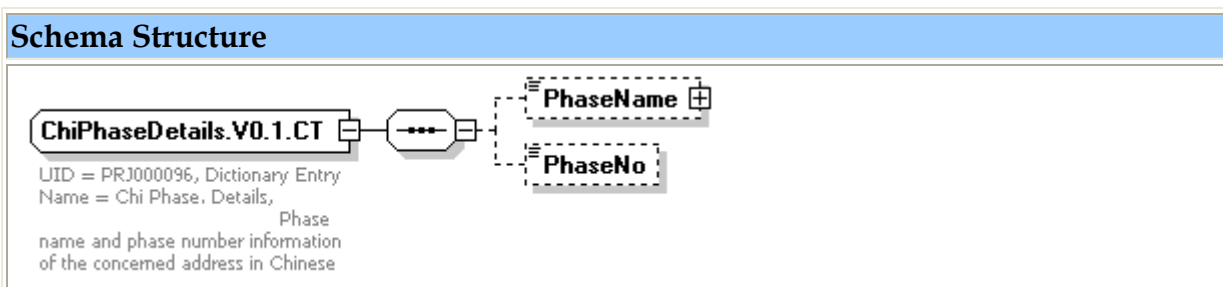 Schema Structure
ChiPhaseDetails.V0.1.CT
PhaseName
PhaseNo
UID = PRJ000096, Dictionary Entry
Name = Chi Phase. Details,
Phase
name and phase number information
of the concerned address in Chinese